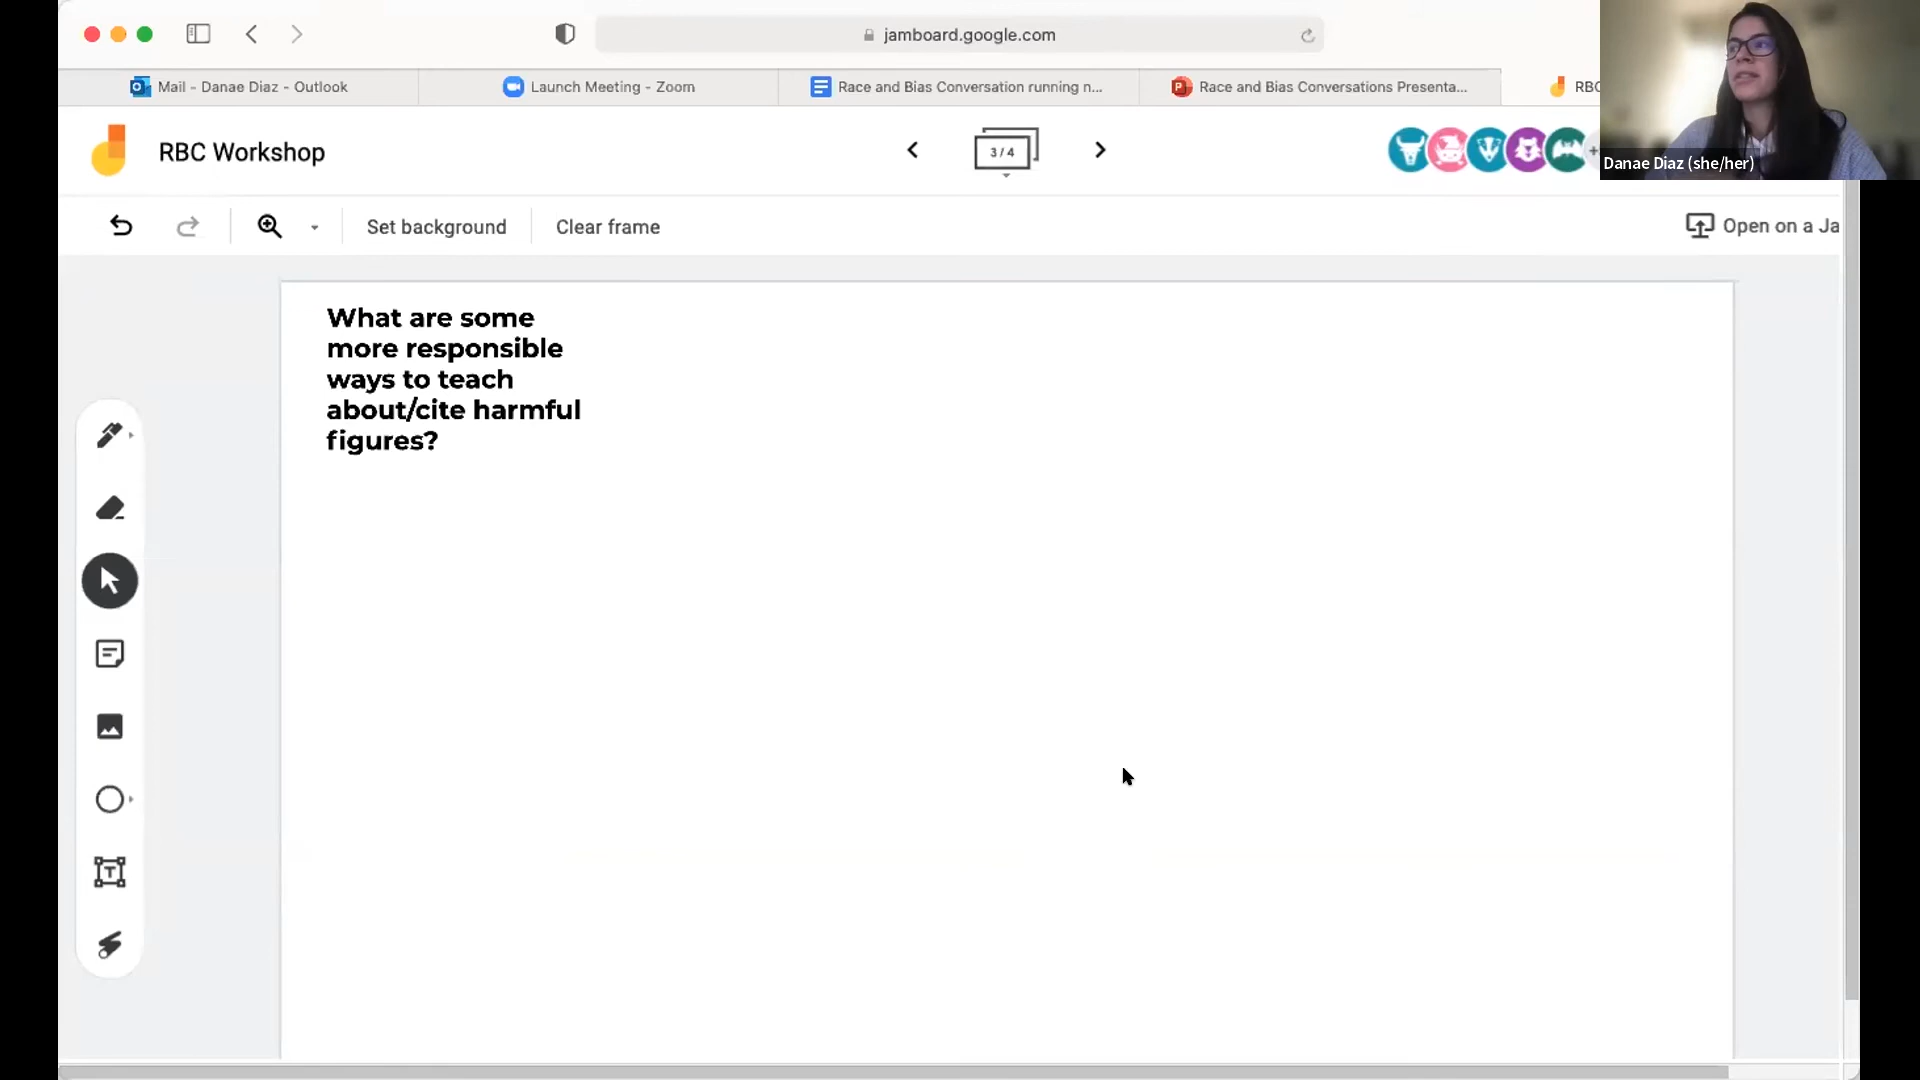 jamboard.google.com
Mail - Danae Diaz - Outlook
Launch Meeting - Zoom
Race and Bias Conversation running n...
Race and Bias Conversations Presenta...
RBC
Danae Diaz (she/her)
RBC Workshop
3 / 4
Set background
Clear frame
Open on a Ja
What are some
more responsible
ways to teach
about/cite harmful
figures?